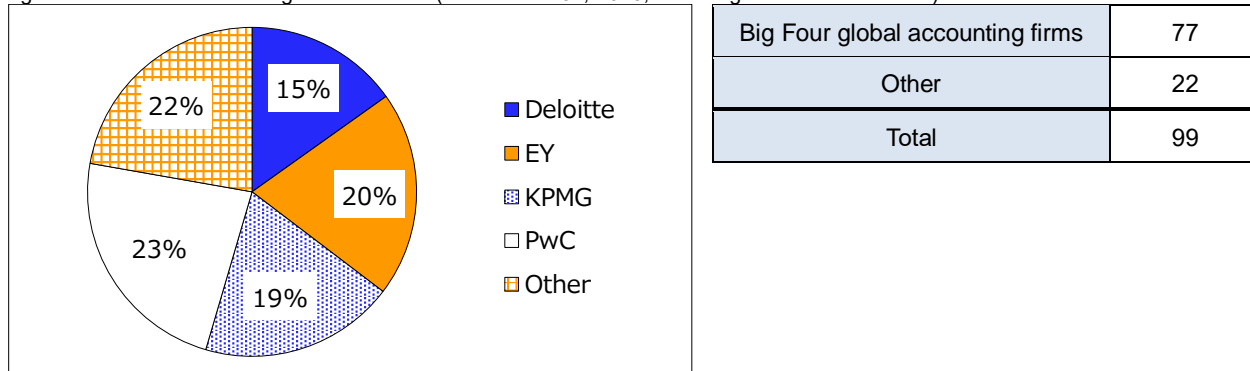 15%
22%
20%
23%
19%
Deloitte
EY
KPMG
PwC
Other
Big Four global accounting firms 77
Other 22
Total 99